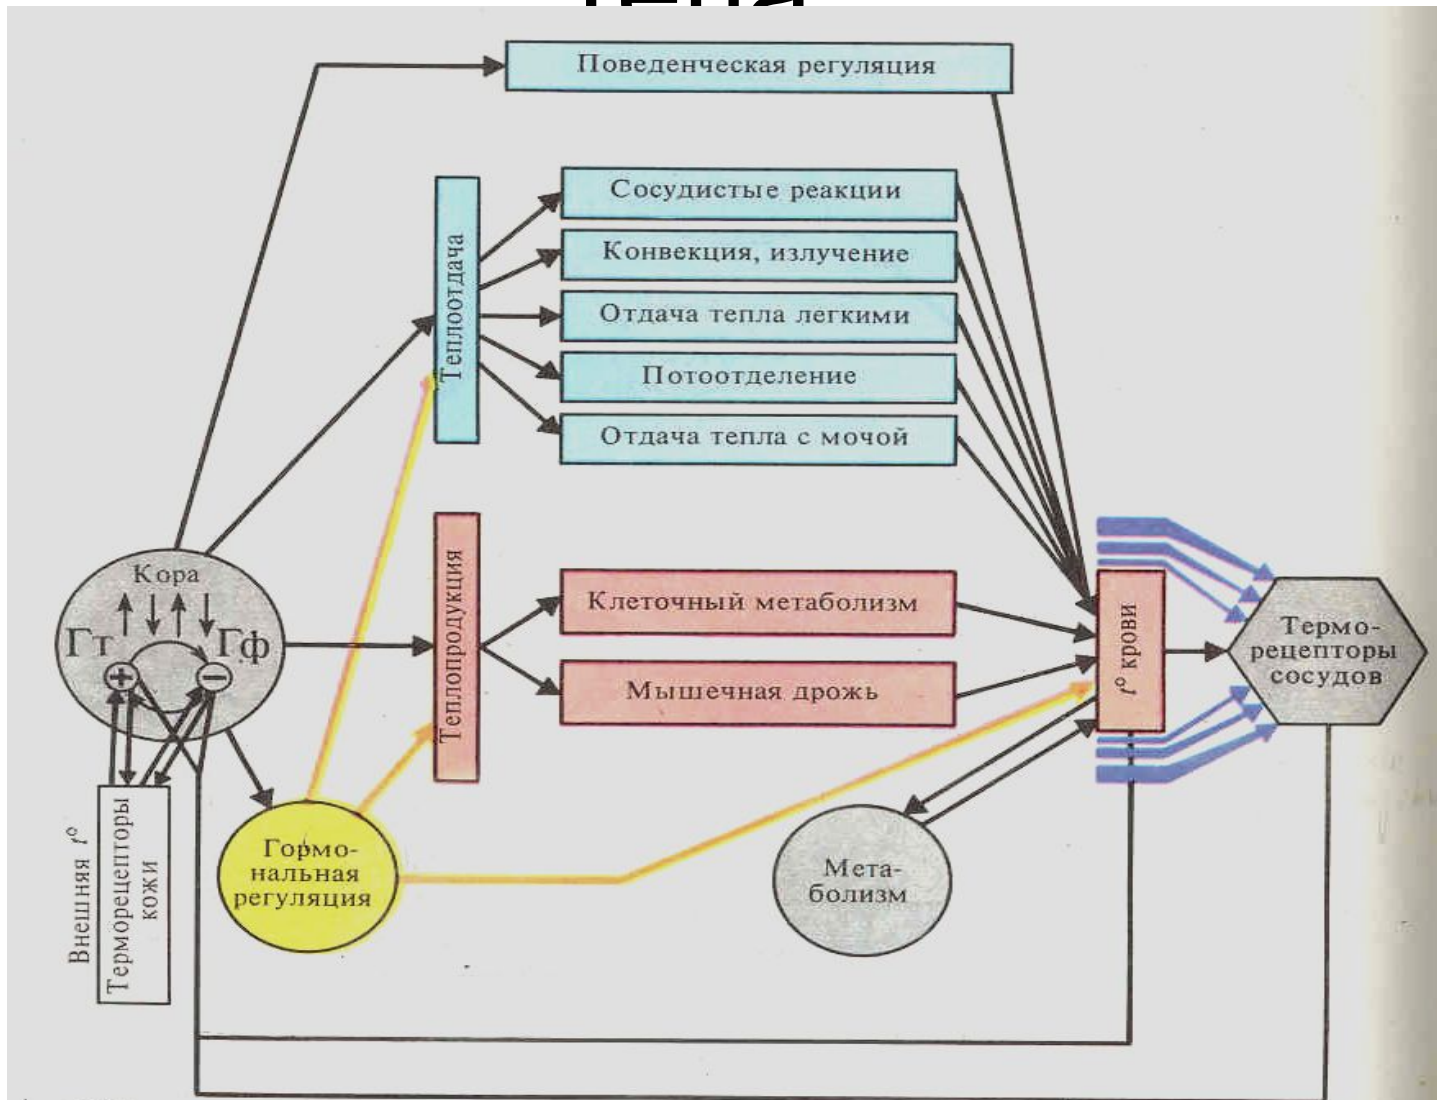 Поведенческая регуляция
Сосудистые реакции
Конвекция, излучение
Отдача тепла легкими
Потоотделение
Отдача тепла с мочой
Теплоотдача
Теплопродукция
Клеточный метаболизм
Мышечная дрожь
Кора
Гт
Гф
+
−
t° крови
Термо-
рецепторы
сосудов
Внешняя t°
Терморецепторы
кожи
Гормо-
нальная
регуляция
Мета-
болизм